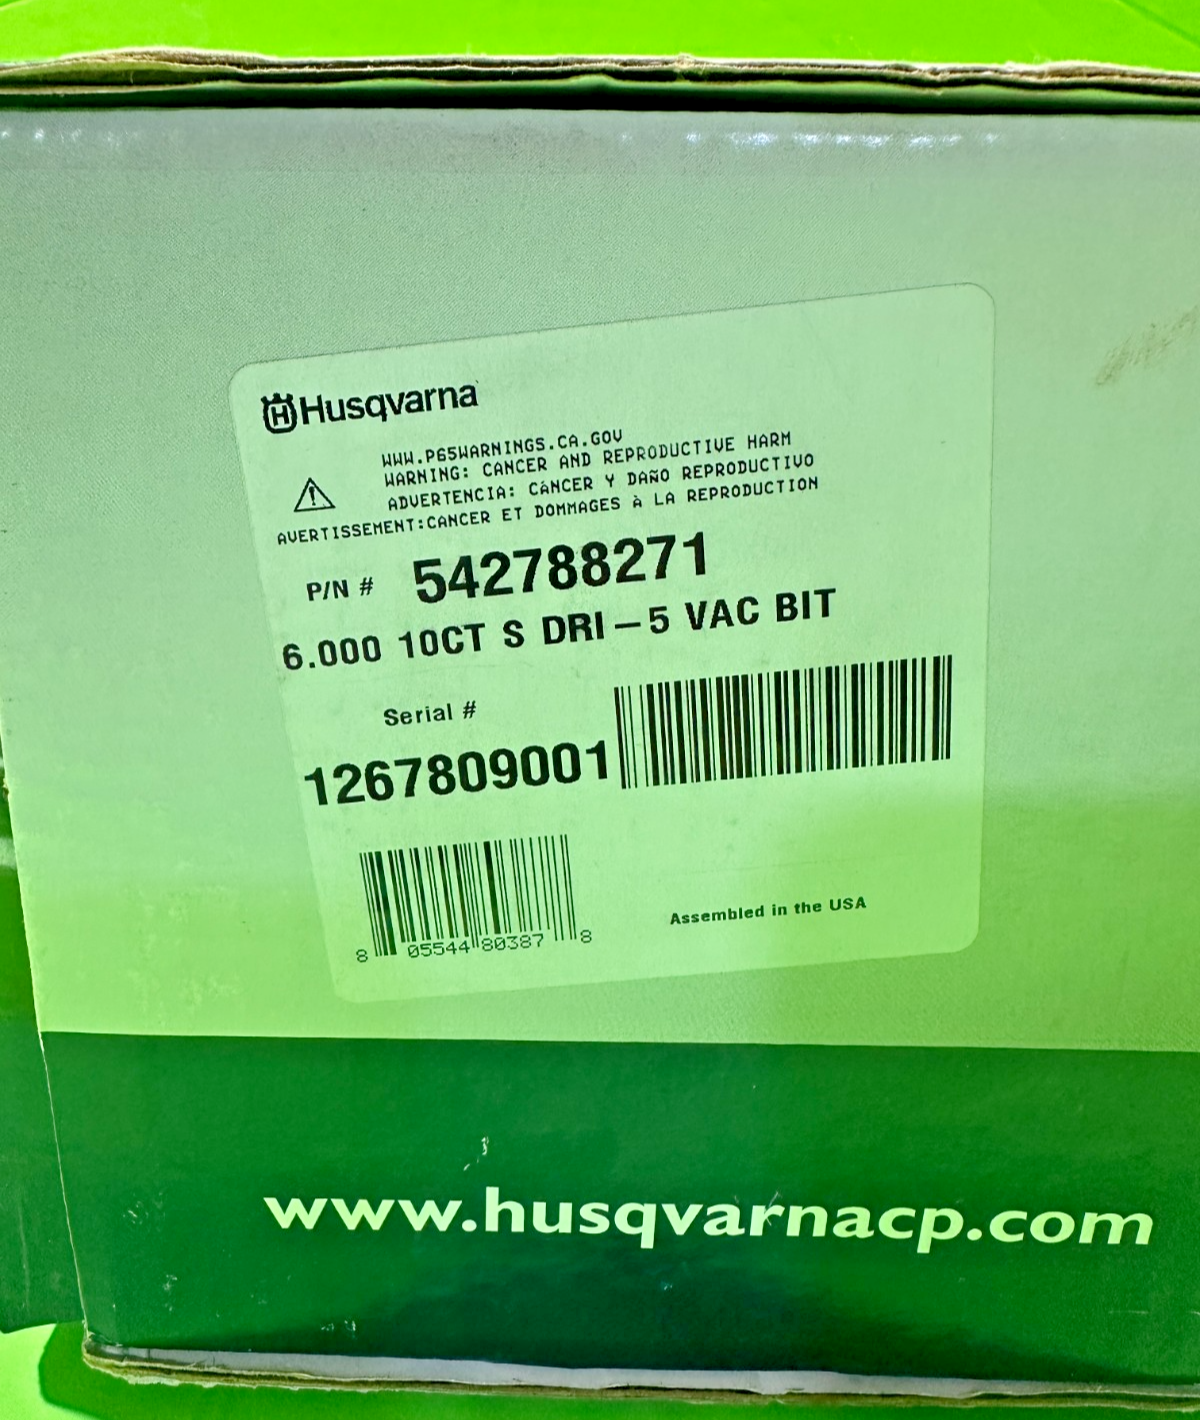 Husqvarna
WWW.P65WARNINGS.CA.GOV
WARNING: CANCER AND REPRODUCTIVE HARM
ADVERTENCIA: CáNCER Y DAñO REPRODUCTIVO
AVERTISSEMENT:CANCER ET DOMMAGES à LA REPRODUCTION
P/N # 542788271
6.000 10CT S DRI-5 VAC BIT
Serial #
1267809001
8 05544 80387 8
Assembled in the USA
www.husqvarnacp.com